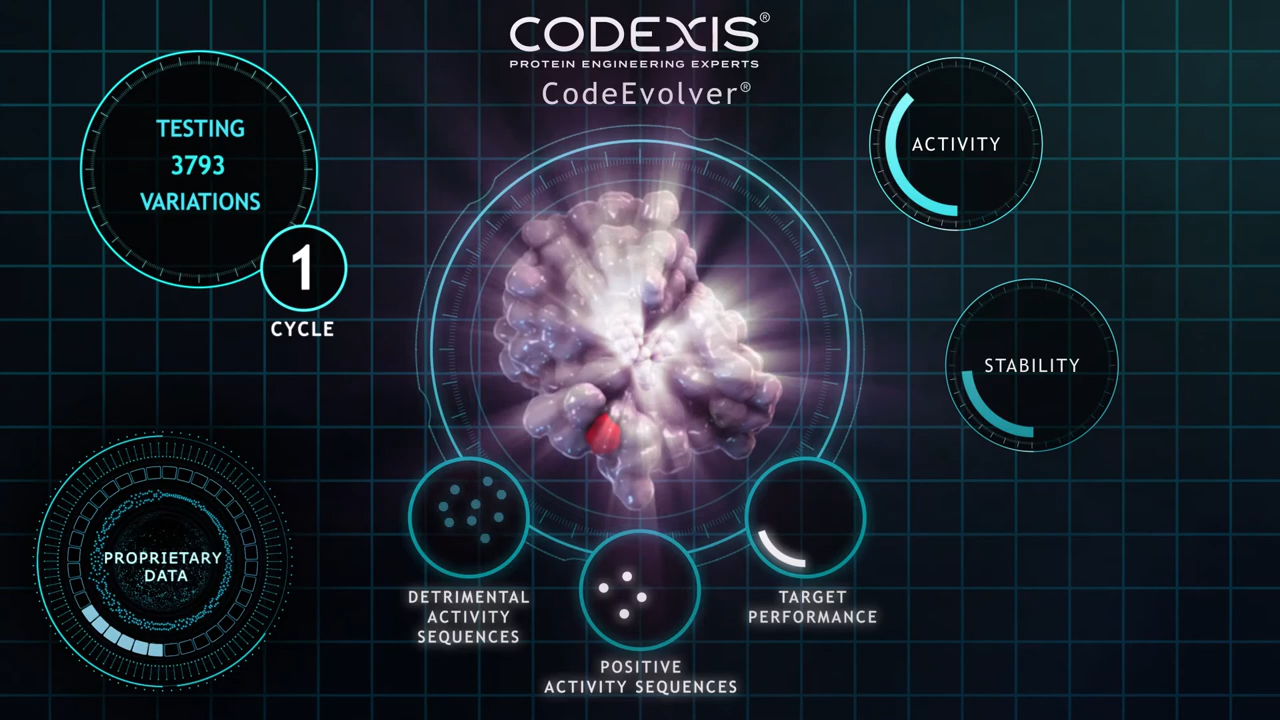 CODEXIS®
PROTEIN ENGINEERING EXPERTS
CodeEvolver®
TESTING
3793
VARIATIONS
1
CYCLE
ACTIVITY
STABILITY
PROPRIETARY
DATA
DETRIMENTAL
ACTIVITY
SEQUENCES
POSITIVE
ACTIVITY SEQUENCES
TARGET
PERFORMANCE